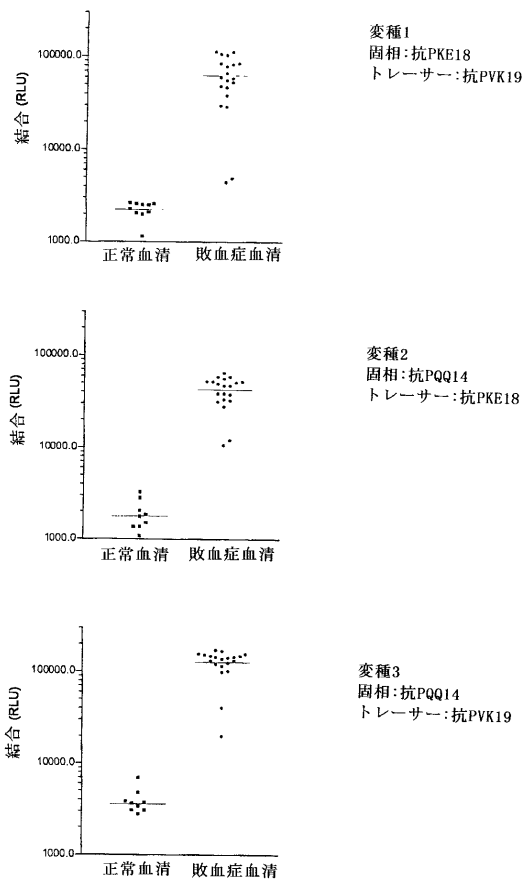 結合 (RLU)
100000.0
10000.0
1000.0
正常血清 敗血症血清
変種1
固相:抗PKE18
トレーサー:抗PVK19
結合 (RLU)
100000.0
10000.0
1000.0
正常血清 敗血症血清
変種2
固相:抗PQQ14
トレーサー:抗PKE18
結合 (RLU)
100000.0
10000.0
1000.0
正常血清 敗血症血清
変種3
固相:抗PQQ14
トレーサー:抗PVK19